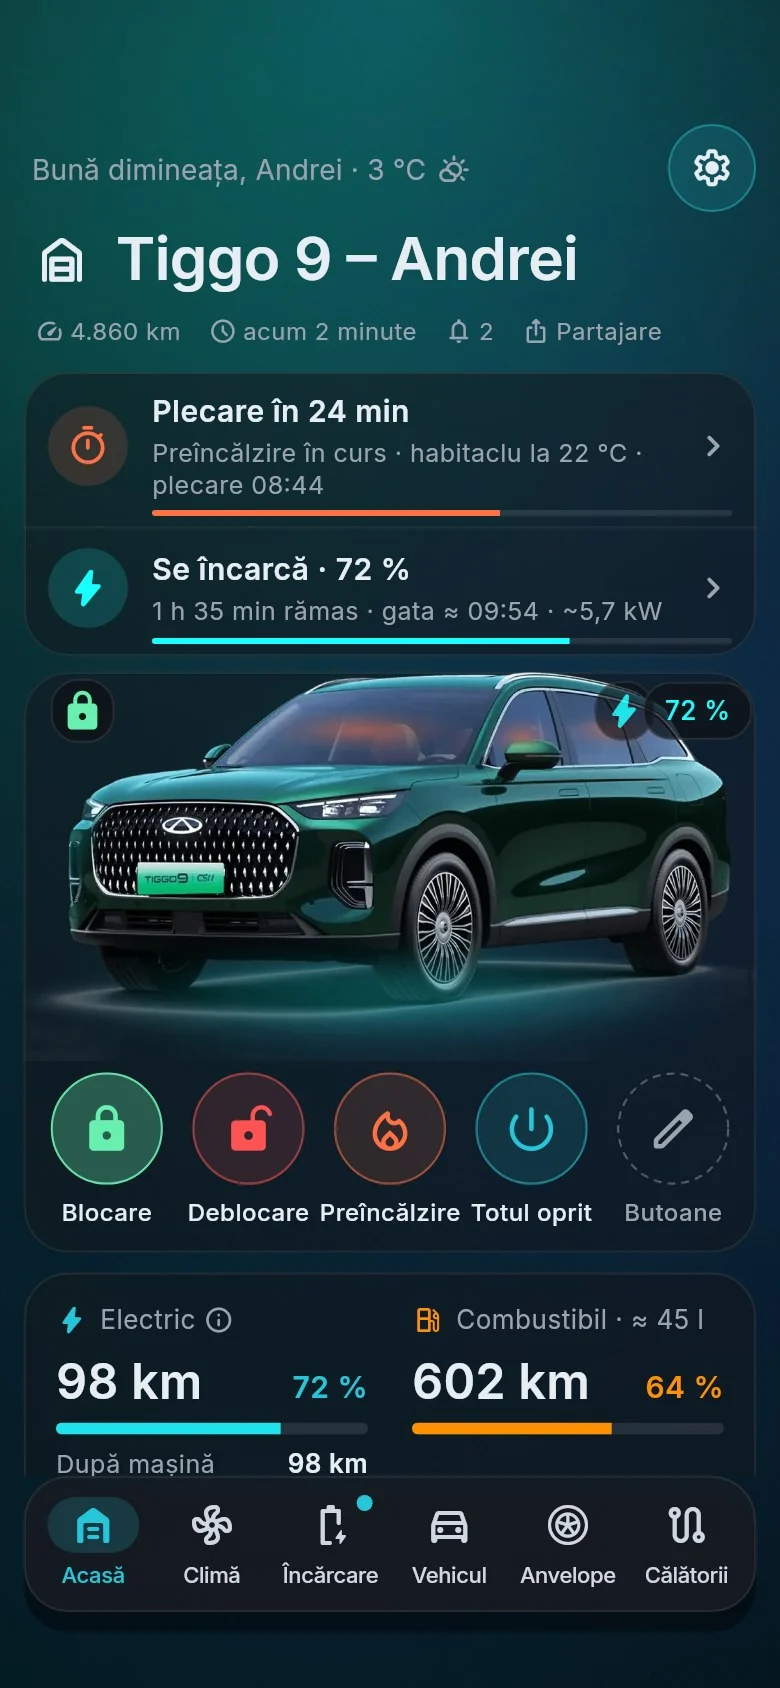 Bună dimineața, Andrei · 3 °C
Tiggo 9 – Andrei
4.860 km acum 2 minute 2 Partajare
Plecare în 24 min
Preîncălzire în curs · habitaclu la 22 °C ·
plecare 08:44
Se încarcă · 72 %
1 h 35 min rămas · gata ≈ 09:54 · ~5,7 kW
72 %
TIGGO9 CSH
Blocare Deblocare Preîncălzire Totul oprit Butoane
Electric Combustibil · ≈ 45 l
98 km 72 % 602 km 64 %
După mașină 98 km
Acasă Climă Încărcare Vehicul Anvelope Călătorii